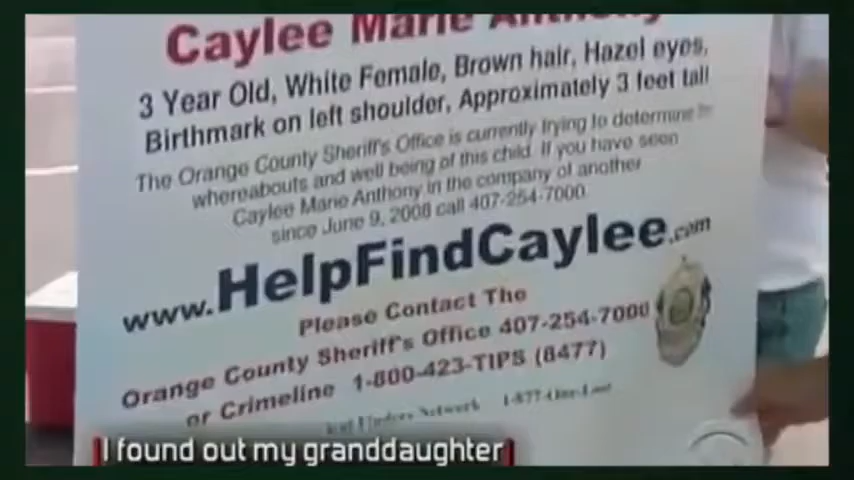 Caylee Marie Anthony
3 Year Old, White Female, Brown hair, Hazel eyes,
Birthmark on left shoulder, Approximately 3 feet tall
The Orange County Sheriff's Office is currently trying to determine
whereabouts and well being of this child. If you have seen
Caylee Marie Anthony in the company of another
since June 9, 2008 call 407-254-7000
www.HelpFindCaylee.com
Please Contact The
Orange County Sheriff's Office 407-254-7000
or Crimeline 1-800-423-TIPS (8477)
Network
I found out my granddaughter